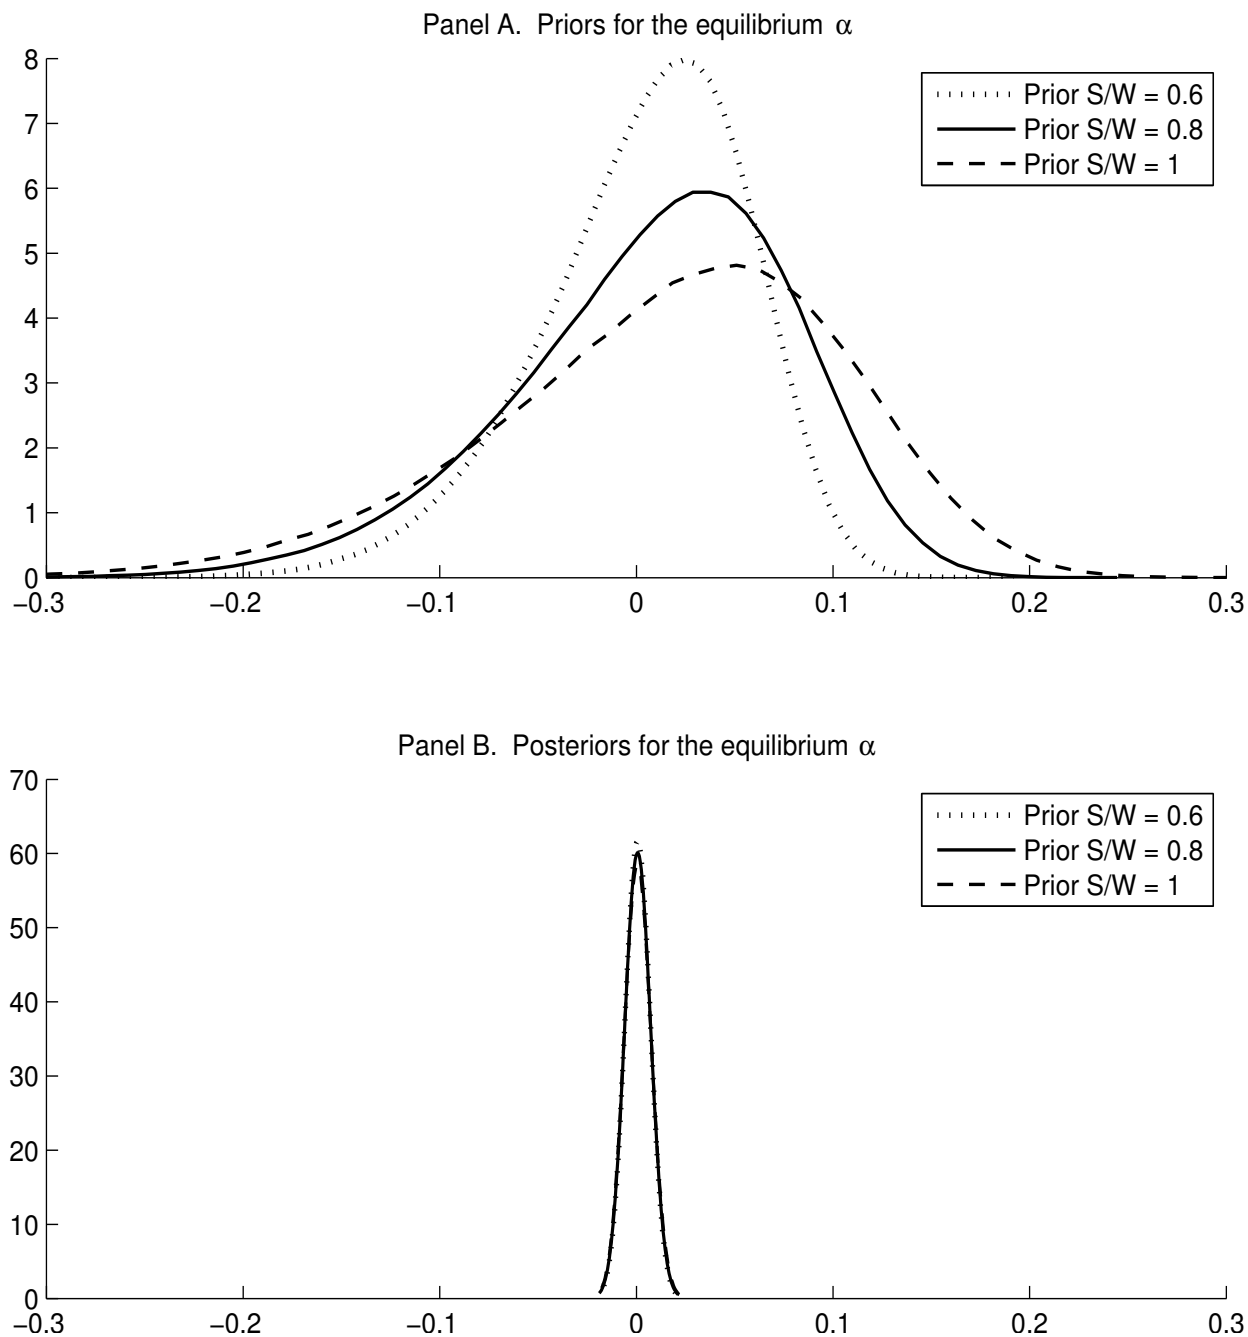 Panel A. Priors for the equilibrium α
8
7
6
5
4
3
2
1
0
Prior S/W = 0.6
Prior S/W = 0.8
Prior S/W = 1
−0.3 −0.2 −0.1 0 0.1 0.2 0.3
Panel B. Posteriors for the equilibrium α
70
60
50
40
30
20
10
0
Prior S/W = 0.6
Prior S/W = 0.8
Prior S/W = 1
−0.3 −0.2 −0.1 0 0.1 0.2 0.3